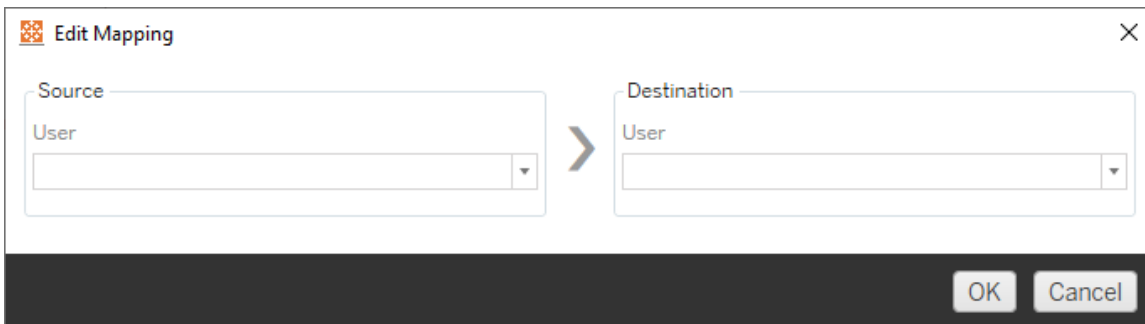 Edit Mapping
Source
Destination
User
User
OK
Cancel